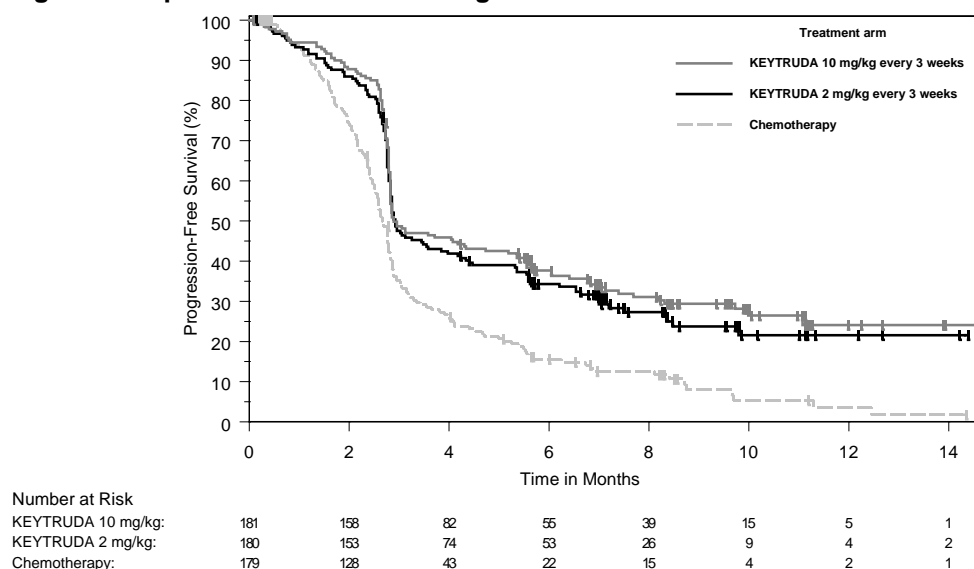 Treatment arm
KEYTRUDA 10 mg/kg every 3 weeks
KEYTRUDA 2 mg/kg every 3 weeks
Chemotherapy
Progression-Free Survival (%)
100
90
80
70
60
50
40
30
20
10
0
0 2 4 6 8 10 12 14
Time in Months
Number at Risk
KEYTRUDA 10 mg/kg: 181 158 82 55 39 15 5 1
KEYTRUDA 2 mg/kg: 180 153 74 53 26 9 4 2
Chemotherapy: 179 128 43 22 15 4 2 1